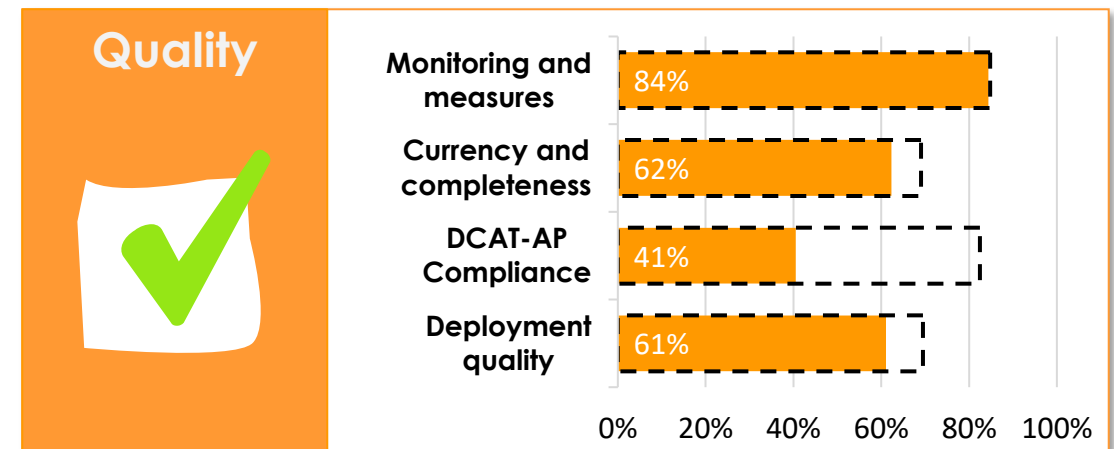 Quality
Monitoring and
measures
84%
Currency and
completeness
62%
DCAT-AP
Compliance
41%
Deployment
quality
61%
0% 20% 40% 60% 80% 100%